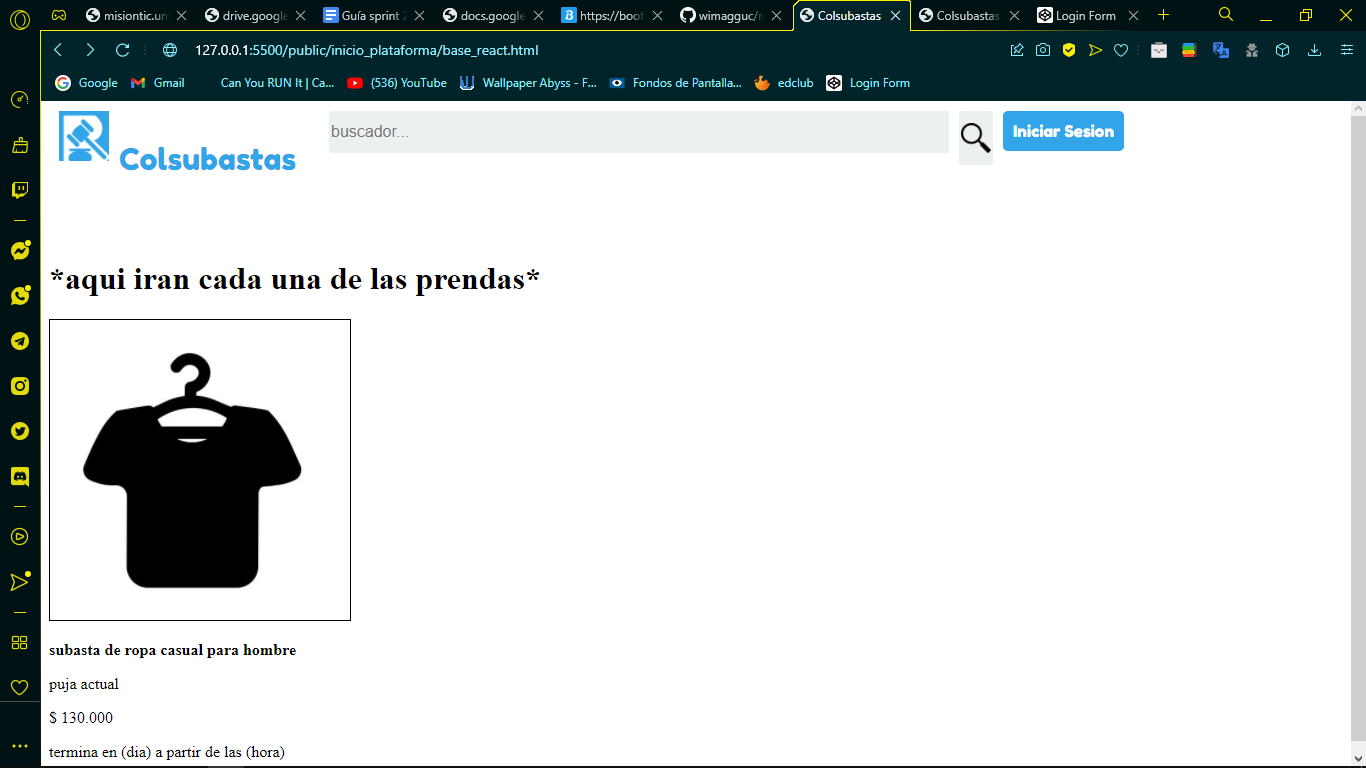 misiontic.un
drive.google
Guía sprint 2
docs.google
https://boot
wimagguc/r
Colsubastas
Colsubastas
Login Form
127.0.0.1:5500/public/inicio_plataforma/base_react.html
Google
Gmail
Can You RUN It | Ca...
(536) YouTube
Wallpaper Abyss - F...
Fondos de Pantalla...
edclub
Login Form
Colsubastas
buscador...
Iniciar Sesion
*aqui iran cada una de las prendas*
subasta de ropa casual para hombre
puja actual
$ 130.000
termina en (dia) a partir de las (hora)